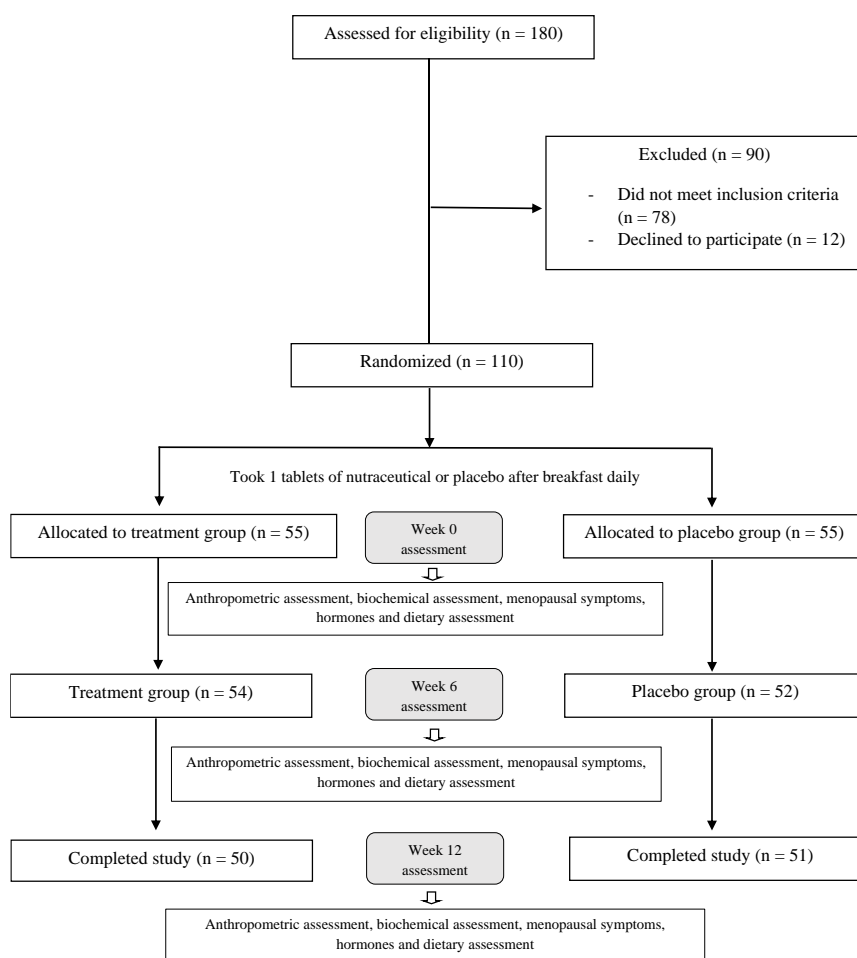 Assessed for eligibility (n = 180)
Excluded (n = 90)
- Did not meet inclusion criteria
(n = 78)
- Declined to participate (n = 12)
Randomized (n = 110)
Took 1 tablets of nutraceutical or placebo after breakfast daily
Allocated to treatment group (n = 55)
Week 0
assessment
Allocated to placebo group (n = 55)
Anthropometric assessment, biochemical assessment, menopausal symptoms,
hormones and dietary assessment
Treatment group (n = 54)
Week 6
assessment
Placebo group (n = 52)
Anthropometric assessment, biochemical assessment, menopausal symptoms,
hormones and dietary assessment
Completed study (n = 50)
Week 12
assessment
Completed study (n = 51)
Anthropometric assessment, biochemical assessment, menopausal symptoms,
hormones and dietary assessment